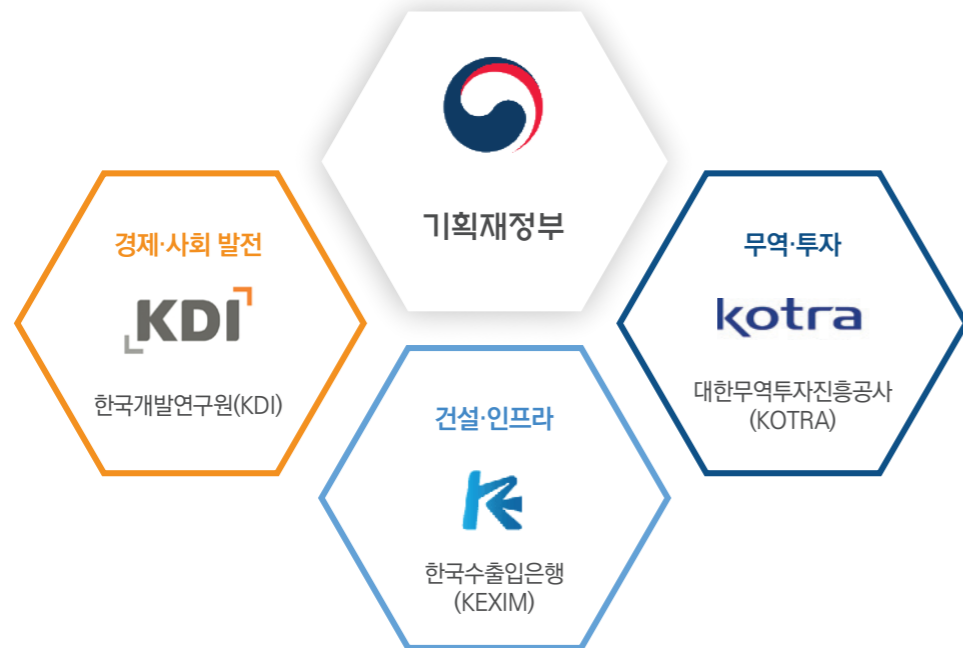 기획재정부
경제·사회 발전
KDI
한국개발연구원(KDI)
무역·투자
kotra
대한무역투자진흥공사
(KOTRA)
건설·인프라
한국수출입은행
(KEXIM)